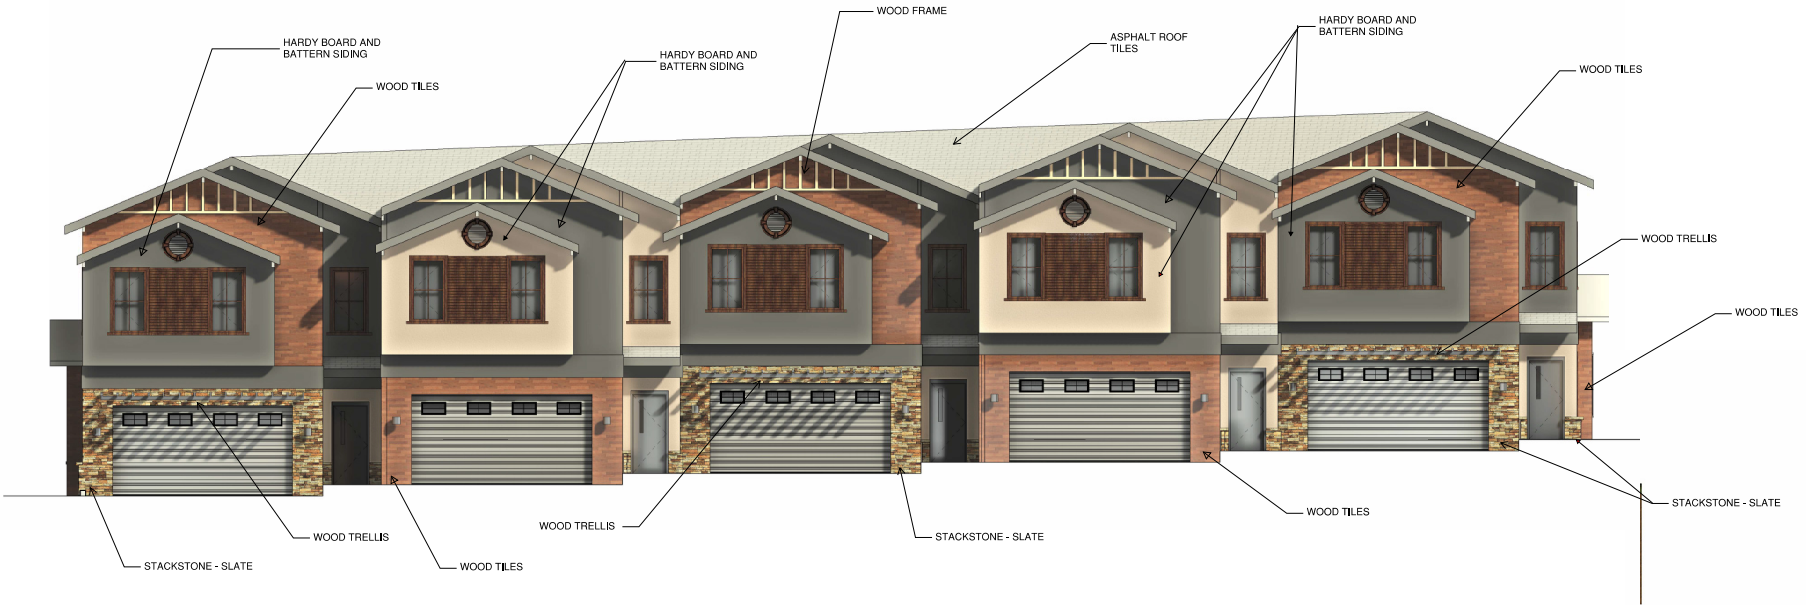 WOOD FRAME
HARDY BOARD AND
BATTERN SIDING
ASPHALT ROOF
TILES
HARDY BOARD AND
BATTERN SIDING
HARDY BOARD AND
BATTERN SIDING
WOOD TILES
WOOD TILES
WOOD TRELLIS
WOOD TILES
STACKSTONE - SLATE
WOOD TILES
WOOD TRELLIS
WOOD TRELLIS
STACKSTONE - SLATE
STACKSTONE - SLATE
WOOD TILES